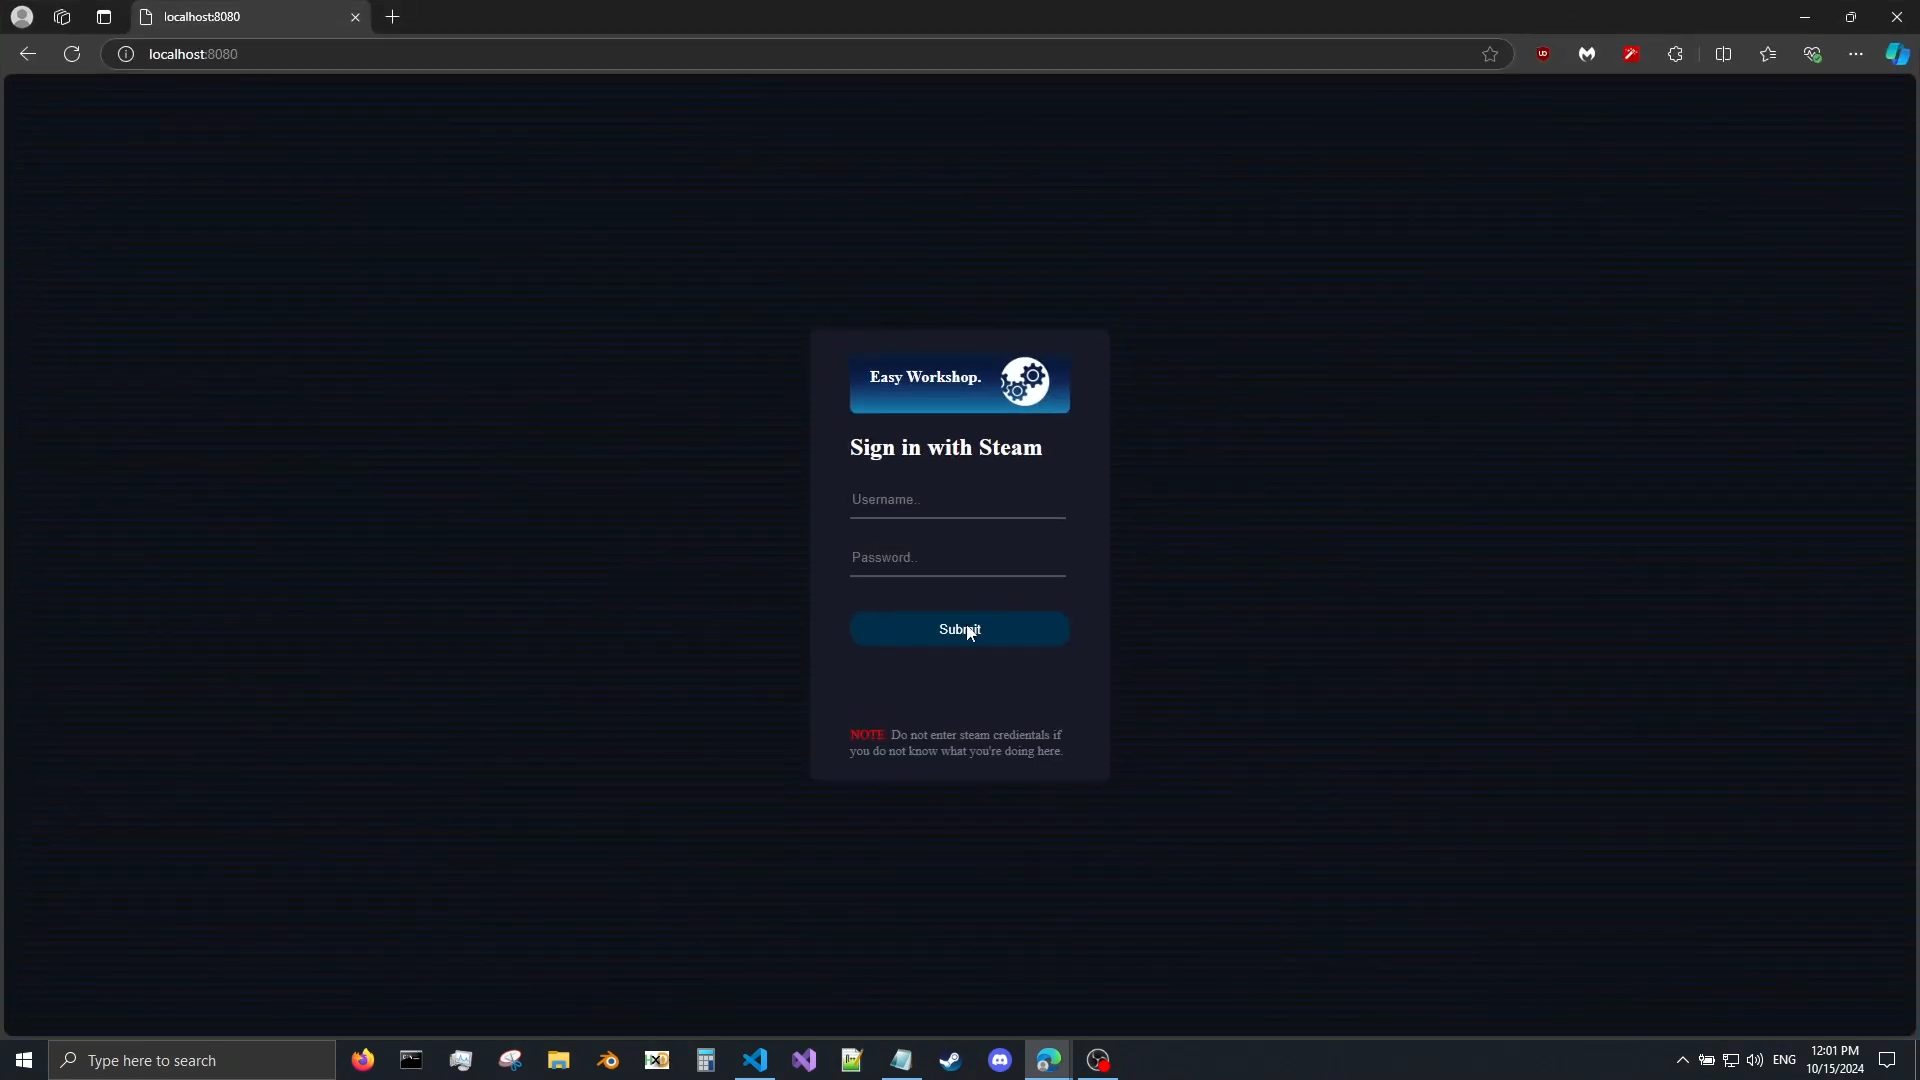 localhost:8080
localhost:8080
Easy Workshop.
Sign in with Steam
Username..
Password..
Submit
NOTE Do not enter steam credientals if
you do not know what you're doing here.
Type here to search
ENG
12:01 PM
10/15/2024